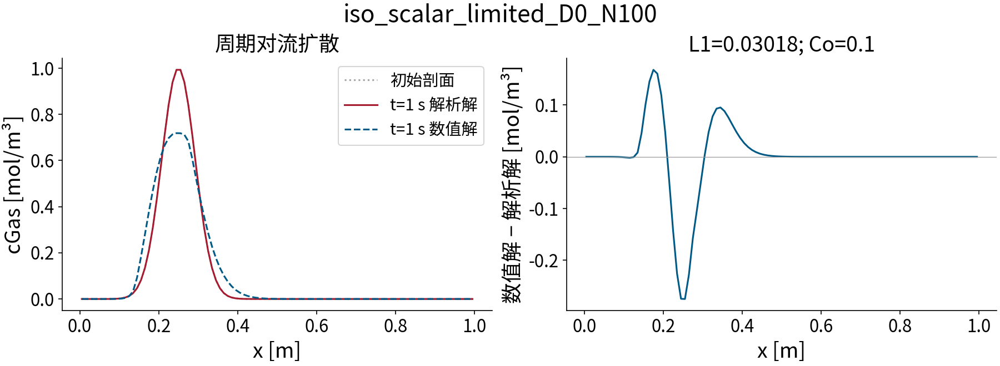 iso_scalar_limited_D0_N100
周期对流扩散
cGas [mol/m³]
1.0
0.8
0.6
0.4
0.2
0.0
0.0 0.2 0.4 0.6 0.8 1.0
x [m]
初始剖面
t=1 s 解析解
t=1 s 数值解
L1=0.03018; Co=0.1
数值解 − 解析解 [mol/m³]
0.1
0.0
-0.1
-0.2
0.0 0.2 0.4 0.6 0.8 1.0
x [m]